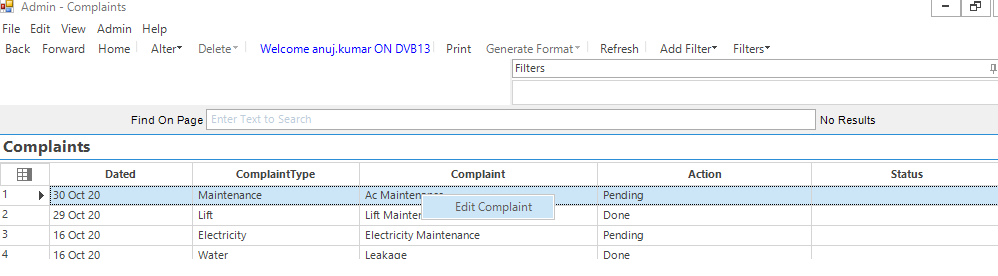 Admin - Complaints
File Edit View Admin Help
Back Forward Home Alter Delete Welcome anuj.kumar ON DVB13 Print Generate Format Refresh Add Filter Filters
Filters
Find On Page Enter Text to Search No Results
Complaints
Dated ComplaintType Complaint Action Status
1 30 Oct 20 Maintenance Ac Maintenance Pending
Edit Complaint
2 29 Oct 20 Lift Lift Mainten Done
3 16 Oct 20 Electricity Electricity Maintenance Pending
4 16 Oct 20 Water Leakage Done